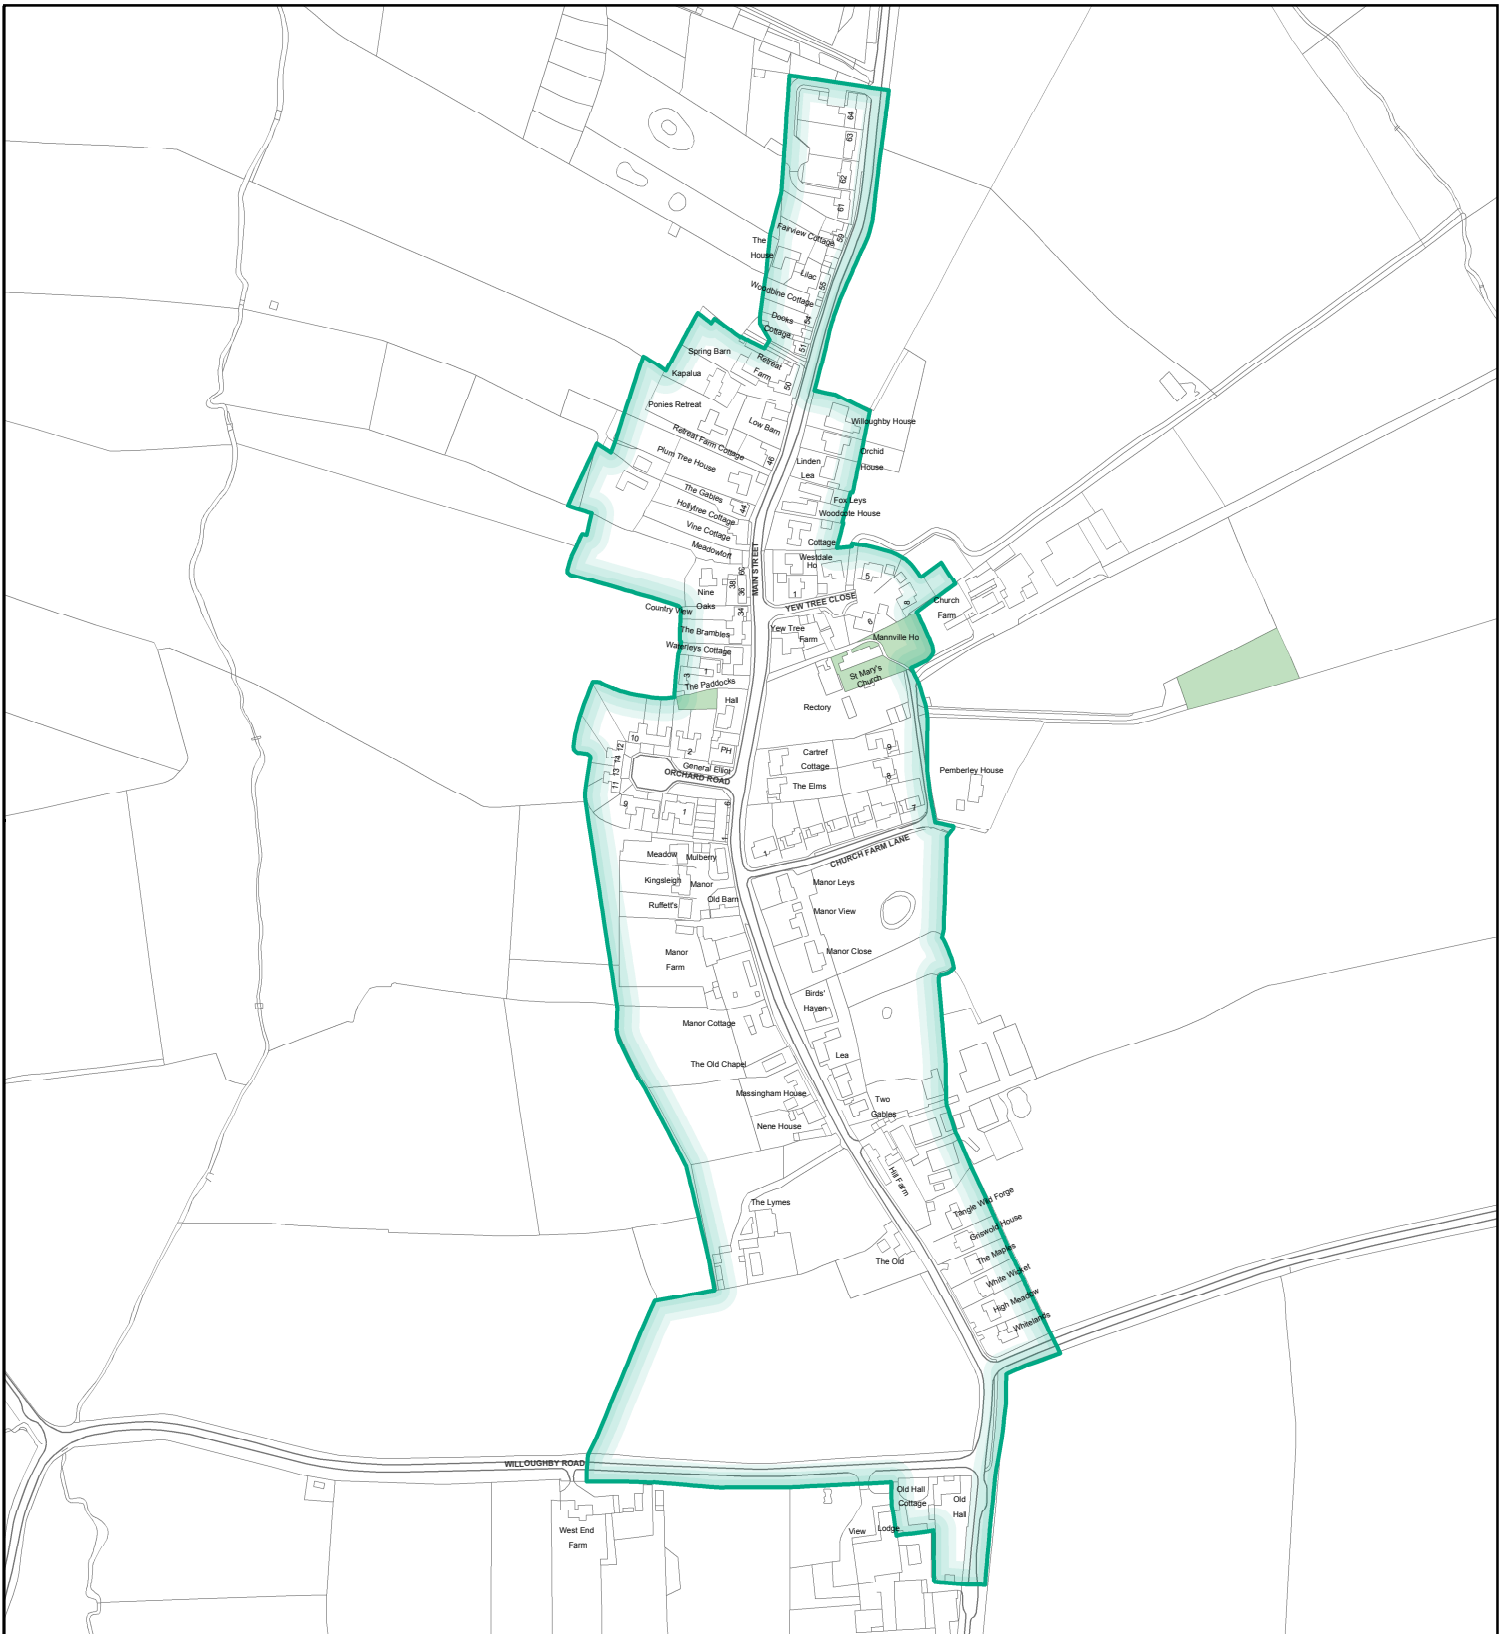 64
63
62
61
59
Fairview Cottage
The
House
Lilac
55
Woodbine Cottage
54
Dooks
Cottage
51
Spring Barn
Retreat
Farm
50
Kapalua
Ponies Retreat
Low Barn
Willoughby House
Retreat Farm Cottage
46
Orchid
House
Plum Tree House
Linden
Lea
The Gables
44
Fox Leys
Hollytree Cottage
Woodcote House
Vine Cottage
Meadowloft
Cottage
MAIN STREET
Westdale
Ho
5
38
36
Nine
Oaks
1
YEW TREE CLOSE
8
Church
Farm
Country View
34
6
The Brambles
Yew Tree
Farm
Mannville Ho
Waterleys Cottage
3
1
St Mary's
Church
The Paddocks
Hall
Rectory
10
12
14
13
11
2
PH
General Elliot
ORCHARD ROAD
Cartref
Cottage
9
8
The Elms
Pemberley House
9
1
6
1
7
1
CHURCH FARM LANE
Meadow
Mulberry
Kingsleigh
Manor
Manor Leys
Ruffett's
Old Barn
Manor View
Manor
Farm
Manor Close
Birds'
Haven
Manor Cottage
Lea
The Old Chapel
Massingham House
Two
Gables
Nene House
Hill Farm
The Lymes
Tangle Wild Forge
Griswold House
The Old
The Maples
White Wicket
High Meadow
Whitelands
WILLOUGHBY ROAD
Old Hall
Cottage
Old
Hall
West End
Farm
View
Lodge